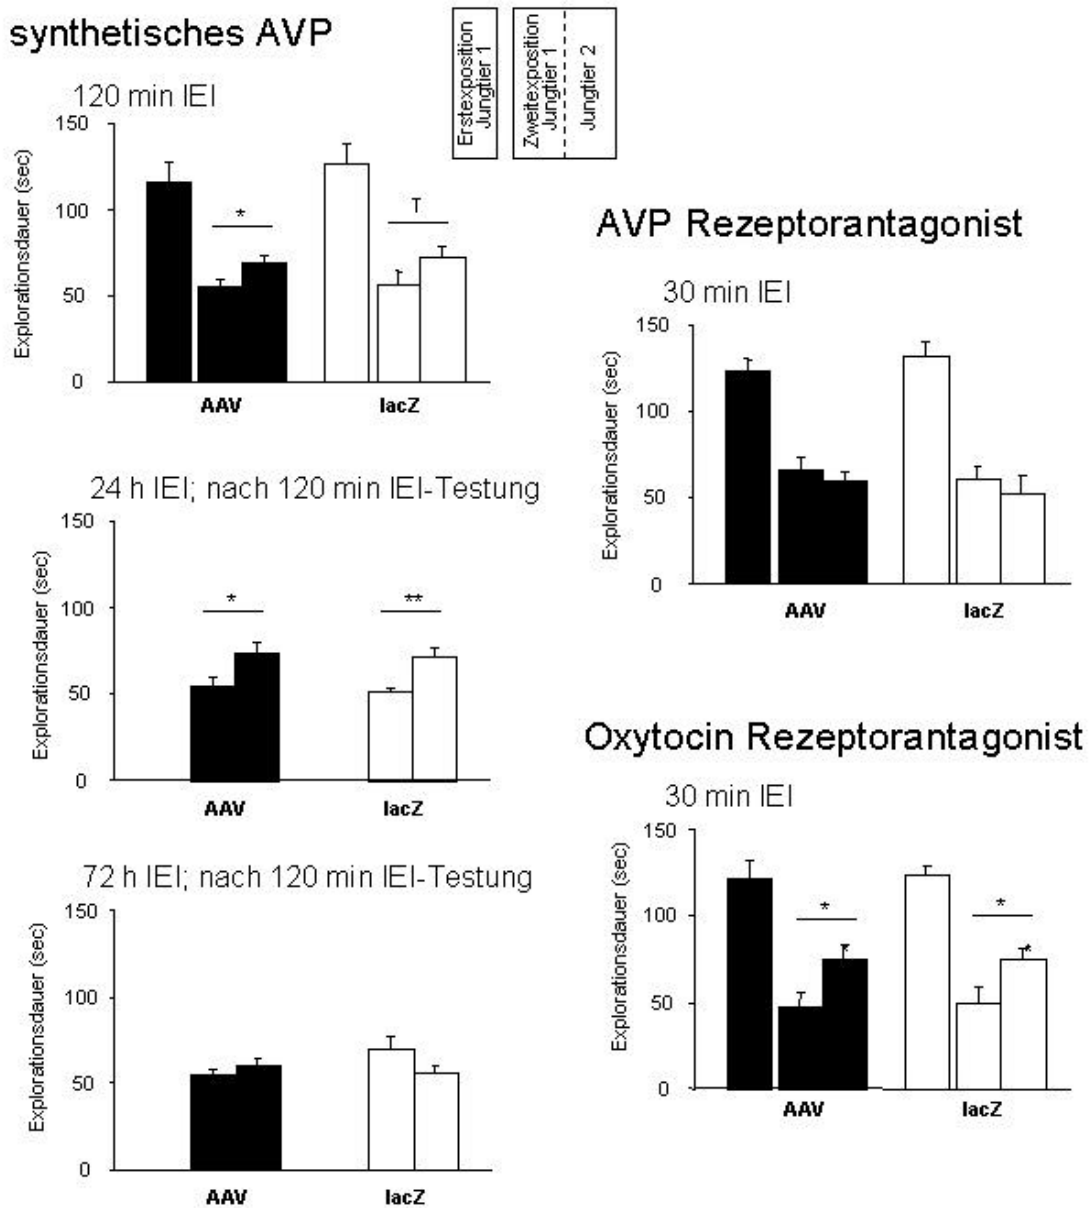 synthetisches AVP
Erstexposition
Jungtier 1
Zweitexposition
Jungtier 1
Jungtier 2
120 min IEI
Explorationsdauer (sec)
150
100
50
0
*
T
AAV
lacZ
24 h IEI; nach 120 min IEI-Testung
Explorationsdauer (sec)
150
100
50
0
*
**
AAV
lacZ
72 h IEI; nach 120 min IEI-Testung
Explorationsdauer (sec)
150
100
50
0
AAV
lacZ
AVP Rezeptorantagonist
30 min IEI
Explorationsdauer (sec)
150
100
50
0
AAV
lacZ
Oxytocin Rezeptorantagonist
30 min IEI
Explorationsdauer (sec)
150
100
50
0
*
*
AAV
lacZ